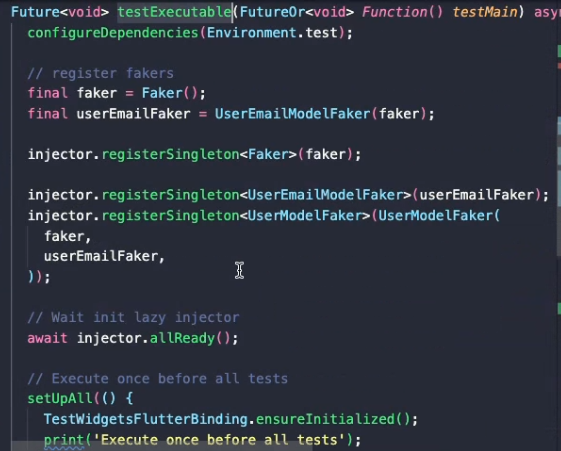 Future<void> testExecutable(FutureOr<void> Function() testMain) asy
configureDependencies(Environment.test);
// register fakers
final faker = Faker();
final userEmailFaker = UserEmailModelFaker(faker);
injector.registerSingleton<Faker>(faker);
injector.registerSingleton<UserEmailModelFaker>(userEmailFaker);
injector.registerSingleton<UserModelFaker>(UserModelFaker(
faker,
userEmailFaker,
));
// Wait init lazy injector
await injector.allReady();
// Execute once before all tests
setUpAll(() {
TestWidgetsFlutterBinding.ensureInitialized();
print('Execute once before all tests');